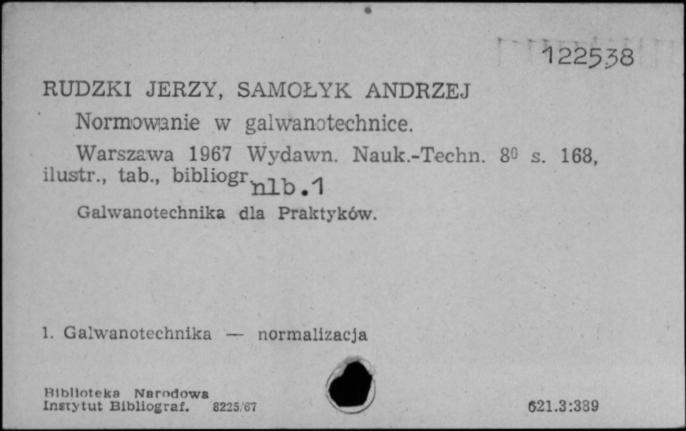 122538
RUDZKI JERZY, SAMOŁYK ANDRZEJ
Normowanie w galwanotechnice.
Warszawa 1967 Wydawn. Nauk.-Techn. 8⁰ s. 168,
ilustr., tab., bibliogr. nlb.1
Galwanotechnika dla Praktyków.
1. Galwanotechnika — normalizacja
Biblioteka Narodowa
Instytut Bibliograf. 8225/67
621.3:389